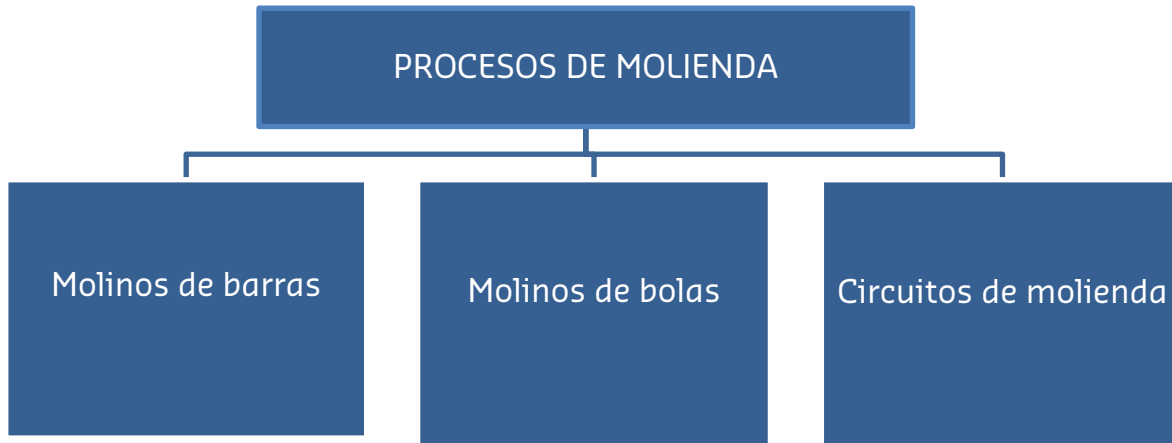 PROCESOS DE MOLIENDA
Molinos de barras
Molinos de bolas
Circuitos de molienda